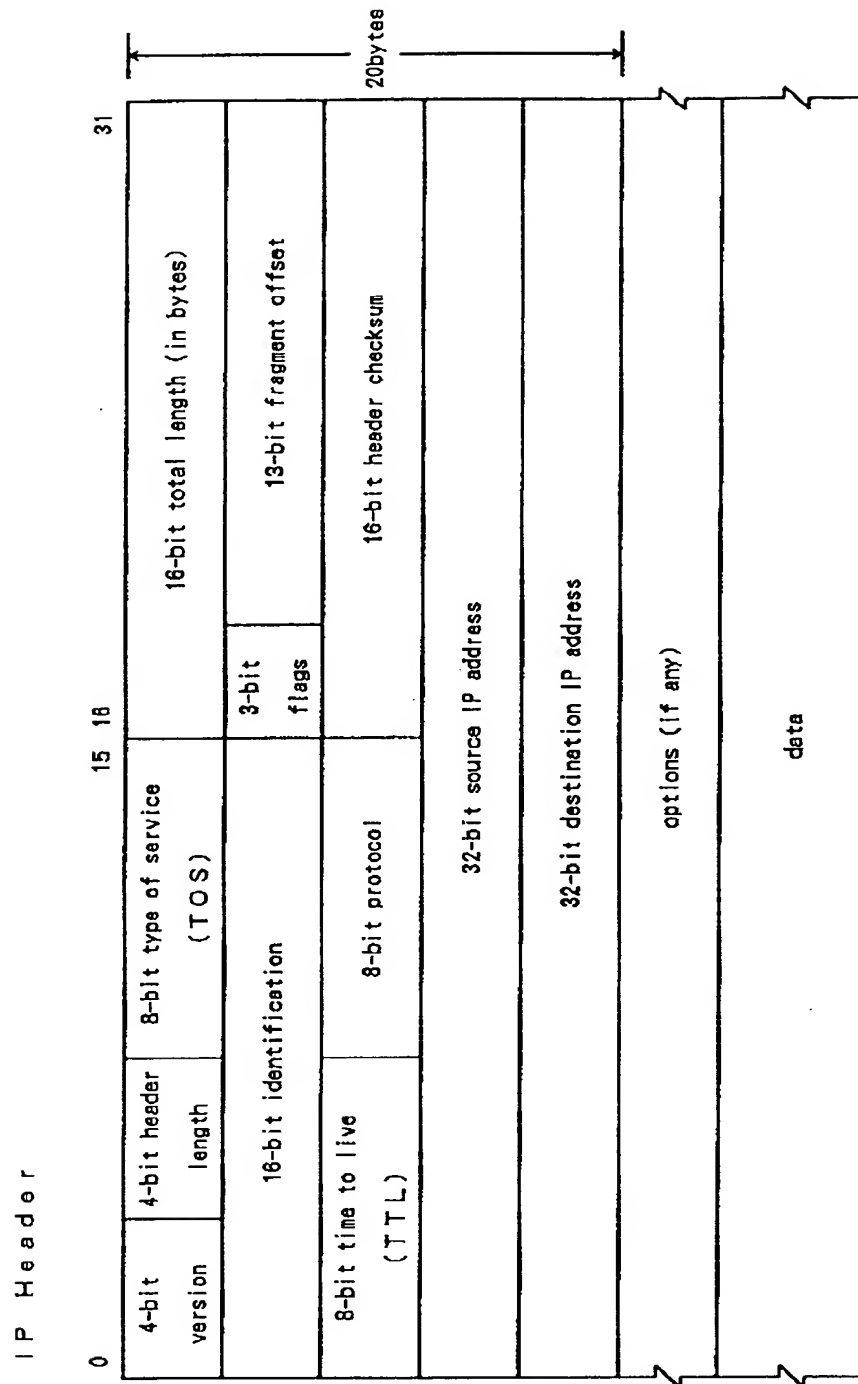 IP Header
0 15 16 31
4-bit
version
4-bit header
length
8-bit type of service
(TOS)
16-bit total length (in bytes)
16-bit identification
3-bit
flags
13-bit fragment offset
8-bit time to live
(TTL)
8-bit protocol
16-bit header checksum
32-bit source IP address
32-bit destination IP address
options (if any)
data
20bytes